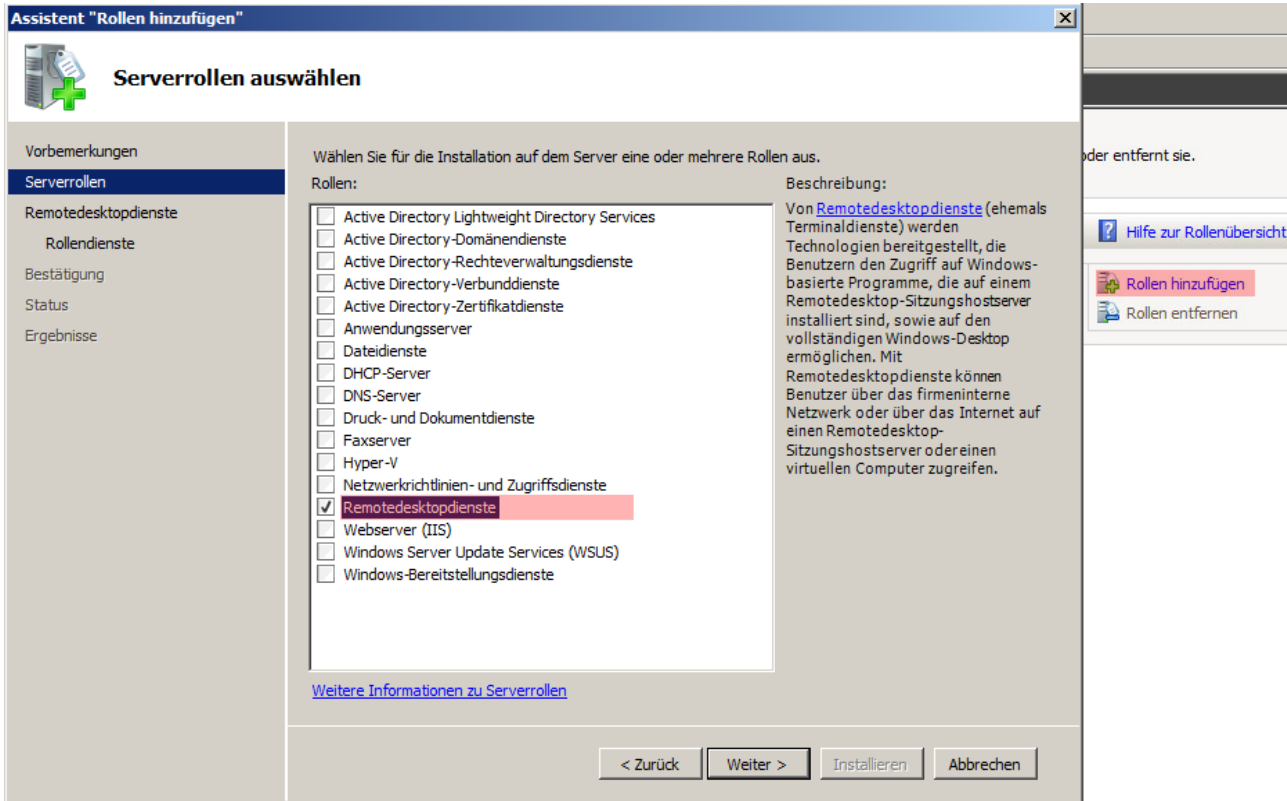 Assistent "Rollen hinzufügen"
Serverrollen auswählen
Vorbemerkungen
Serverrollen
Remotedesktopdienste
Rollendienste
Bestätigung
Status
Ergebnisse
Wählen Sie für die Installation auf dem Server eine oder mehrere Rollen aus.
Rollen:
Active Directory Lightweight Directory Services
Active Directory-Domänendienste
Active Directory-Rechteverwaltungsdienste
Active Directory-Verbunddienste
Active Directory-Zertifikatdienste
Anwendungsserver
Dateidienste
DHCP-Server
DNS-Server
Druck- und Dokumentdienste
Faxserver
Hyper-V
Netzwerkrichtlinien- und Zugriffsdienste
Remotedesktopdienste
Webserver (IIS)
Windows Server Update Services (WSUS)
Windows-Bereitstellungsdienste
Weitere Informationen zu Serverrollen
Beschreibung:
Von Remotedesktopdienste (ehemals
Terminaldienste) werden
Technologien bereitgestellt, die
Benutzern den Zugriff auf Windows-
basierte Programme, die auf einem
Remotedesktop-Sitzungshostserver
installiert sind, sowie auf den
vollständigen Windows-Desktop
ermöglichen. Mit
Remotedesktopdienste können
Benutzer über das firmeninterne
Netzwerk oder über das Internet auf
einen Remotedesktop-
Sitzungshostserver oder einen
virtuellen Computer zugreifen.
< Zurück
Weiter >
Installieren
Abbrechen
oder entfernt sie.
Hilfe zur Rollenübersicht
Rollen hinzufügen
Rollen entfernen